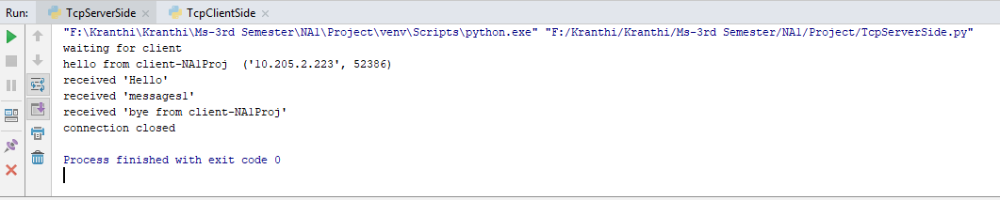 Run: TcpServerSide TcpClientSide
"F:\Kranthi\Kranthi\Ms-3rd Semester\NA1\Project\venv\Scripts\python.exe" "F:/Kranthi/Kranthi/Ms-3rd Semester/NA1/Project/TcpServerSide.py"
waiting for client
hello from client-NA1Proj  ('10.205.2.223', 52386)
received 'Hello'
received 'messages1'
received 'bye from client-NA1Proj'
connection closed
Process finished with exit code 0